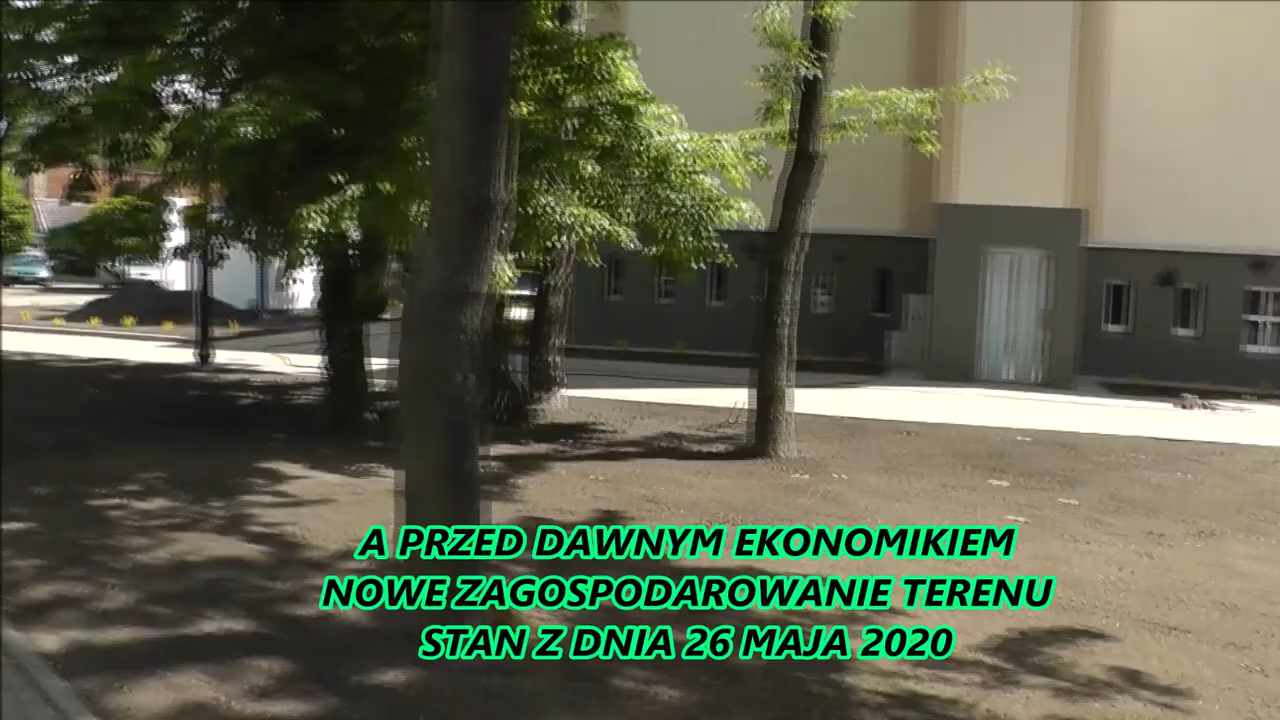 A PRZED DAWNYM EKONOMIKIEM
NOWE ZAGOSPODAROWANIE TERENU
STAN Z DNIA 26 MAJA 2020